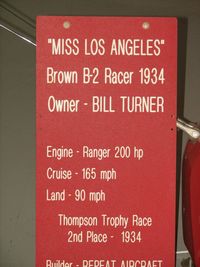 "MISS LOS ANGELES"
Brown B-2 Racer 1934
Owner - BILL TURNER
Engine - Ranger 200 hp
Cruise - 165 mph
Land - 90 mph
Thompson Trophy Race
2nd Place - 1934
Builder - REPEAT AIRCRAFT